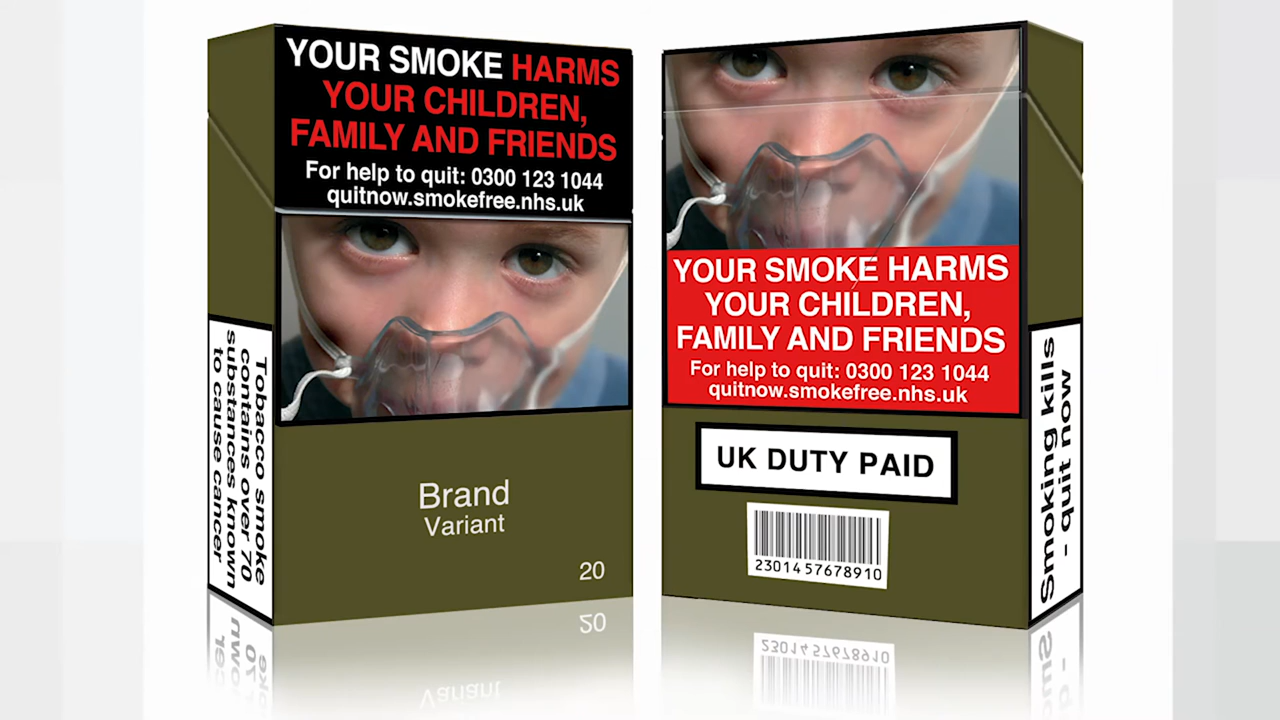 YOUR SMOKE HARMS
YOUR CHILDREN,
FAMILY AND FRIENDS
For help to quit: 0300 123 1044
quitnow.smokefree.nhs.uk
Tobacco smoke
contains over 70
substances known
to cause cancer
Brand
Variant
20
YOUR SMOKE HARMS
YOUR CHILDREN,
FAMILY AND FRIENDS
For help to quit: 0300 123 1044
quitnow.smokefree.nhs.uk
UK DUTY PAID
2301457678910
Smoking kills
- quit now